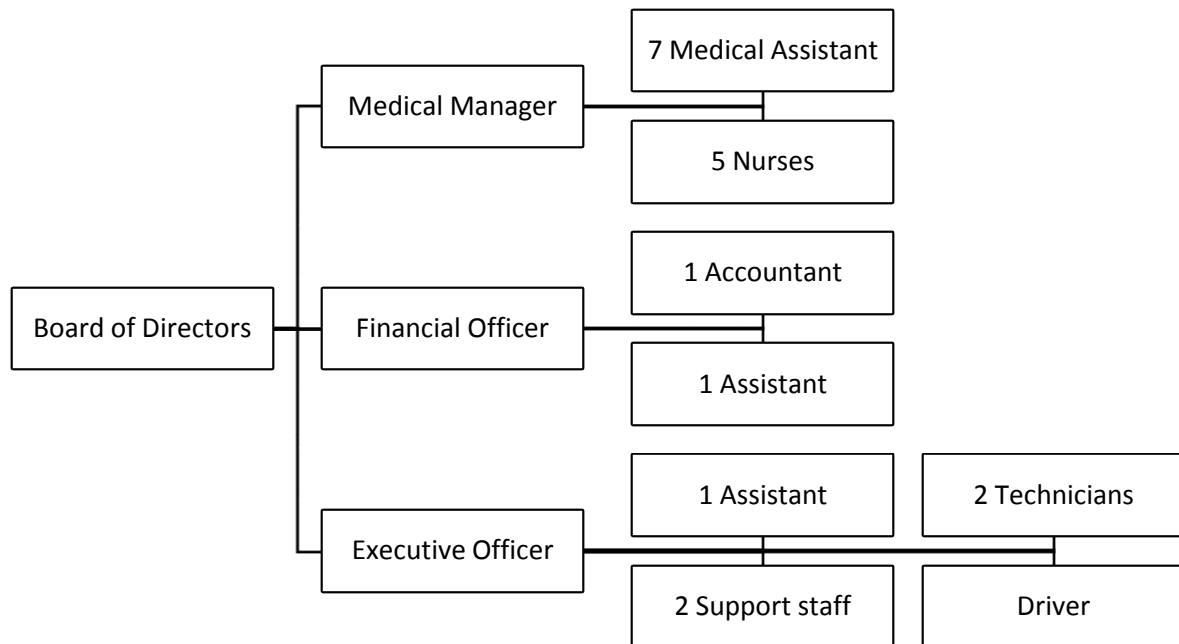 7 Medical Assistant
Medical Manager
5 Nurses
1 Accountant
Board of Directors
Financial Officer
1 Assistant
1 Assistant
2 Technicians
Executive Officer
2 Support staff
Driver